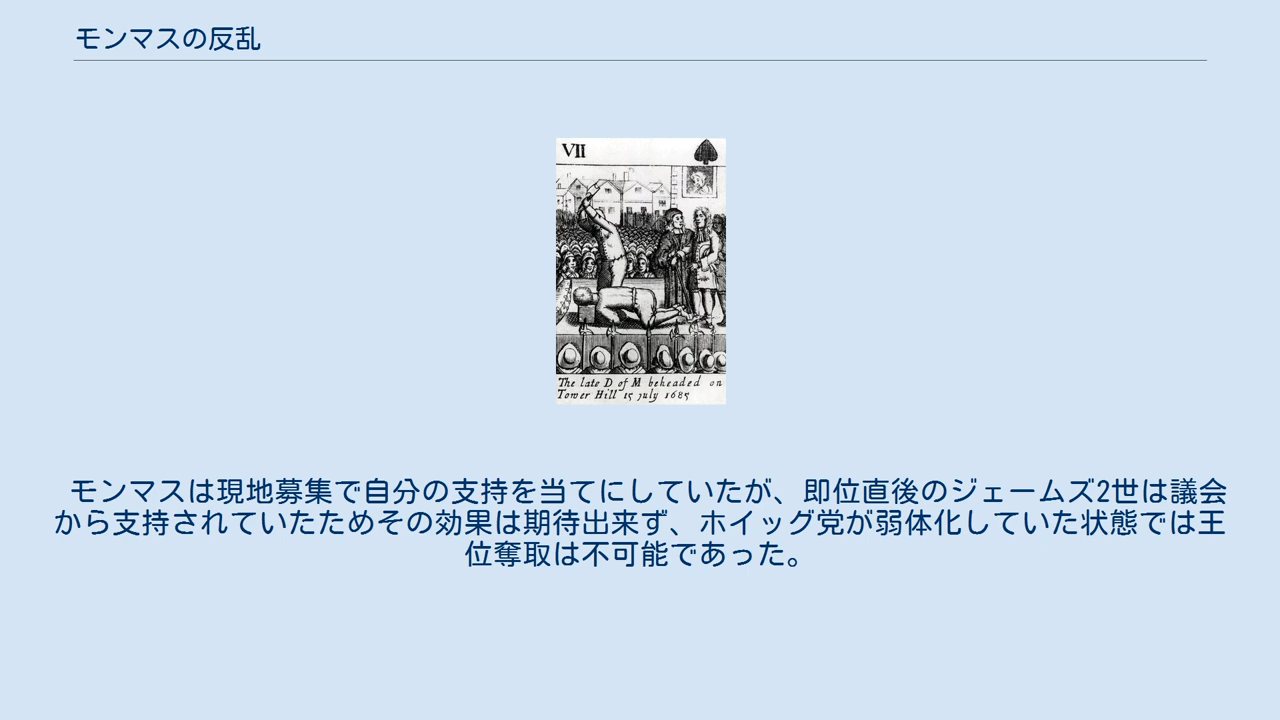 モンマスの反乱
VII
The late D of M beheaded on
Tower Hill 15 july 1685
モンマスは現地募集で自分の支持を当てにしていたが、即位直後のジェームズ2世は議会
から支持されていたためその効果は期待出来ず、ホイッグ党が弱体化していた状態では王
位奪取は不可能であった。